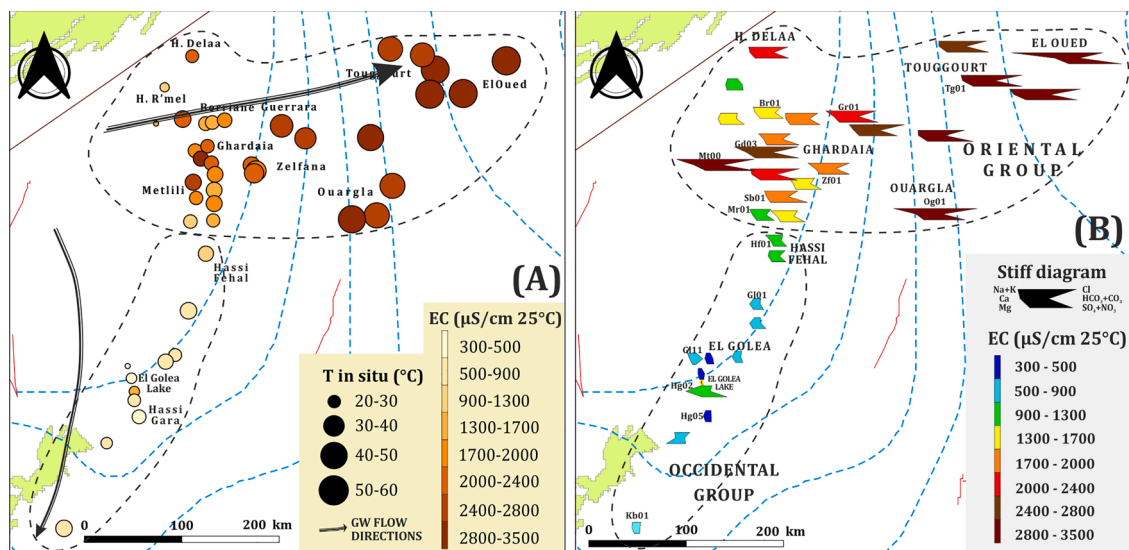 H. Delaa
H. R'mel
Berriane
Guerrara
Touggourt
ElOued
Ghardaia
Zelfana
Metlili
Ouargla
Hassi
Fehal
El Golea
Lake
Hassi
Gara
(A)
EC (µS/cm 25°C)
300-500
500-900
900-1300
1300-1700
1700-2000
2000-2400
2400-2800
2800-3500
T in situ (°C)
20-30
30-40
40-50
50-60
GW FLOW
DIRECTIONS
0 100 200 km
H. DELAA
EL OUED
TOUGGOURT
Tg01
Br01
Gr01
Gd03
GHARDAIA
Mt00
ORIENTAL
GROUP
Zf01
OUARGLA
Og01
Sb01
Mr01
Hf01
HASSI
FEHAL
(B)
Gl01
EL GOLEA
Gl11
EL GOLEA
LAKE
Hg02
Hg05
OCCIDENTAL
GROUP
Kb01
0 100 200 km
Stiff diagram
Na+K Cl
Ca HCO₃+CO₃
Mg SO₄+NO₃
EC (µS/cm 25°C)
300 - 500
500 - 900
900 - 1300
1300 - 1700
1700 - 2000
2000 - 2400
2400 - 2800
2800 - 3500